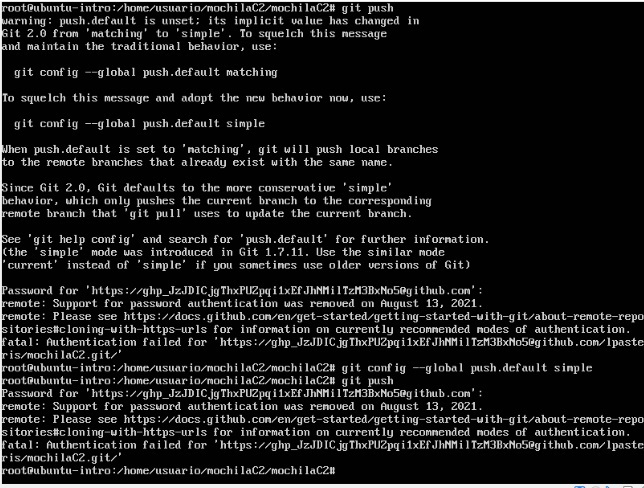 root@ubuntu-intro:/home/usuario/mochilaC2/mochilaC2# git push
warning: push.default is unset; its implicit value has changed in
Git 2.0 from 'matching' to 'simple'. To squelch this message
and maintain the traditional behavior, use:
git config --global push.default matching
To squelch this message and adopt the new behavior now, use:
git config --global push.default simple
When push.default is set to 'matching', git will push local branches
to the remote branches that already exist with the same name.
Since Git 2.0, Git defaults to the more conservative 'simple'
behavior, which only pushes the current branch to the corresponding
remote branch that 'git pull' uses to update the current branch.
See 'git help config' and search for 'push.default' for further information.
(the 'simple' mode was introduced in Git 1.7.11. Use the similar mode
'current' instead of 'simple' if you sometimes use older versions of Git)
Password for 'https://@github.com':
remote: Support for password authentication was removed on August 13, 2021.
remote: Please see https://docs.github.com/en/get-started/getting-started-with-git/about-remote-repo
sitories#cloning-with-https-urls for information on currently recommended modes of authentication.
fatal: Authentication failed for 'https://@github.com/lpaste
ris/mochilaC2.git/'
root@ubuntu-intro:/home/usuario/mochilaC2/mochilaC2# git config --global push.default simple
root@ubuntu-intro:/home/usuario/mochilaC2/mochilaC2# git push
Password for 'https://@github.com':
remote: Support for password authentication was removed on August 13, 2021.
remote: Please see https://docs.github.com/en/get-started/getting-started-with-git/about-remote-repo
sitories#cloning-with-https-urls for information on currently recommended modes of authentication.
fatal: Authentication failed for 'https://@github.com/lpaste
ris/mochilaC2.git/'
root@ubuntu-intro:/home/usuario/mochilaC2/mochilaC2#